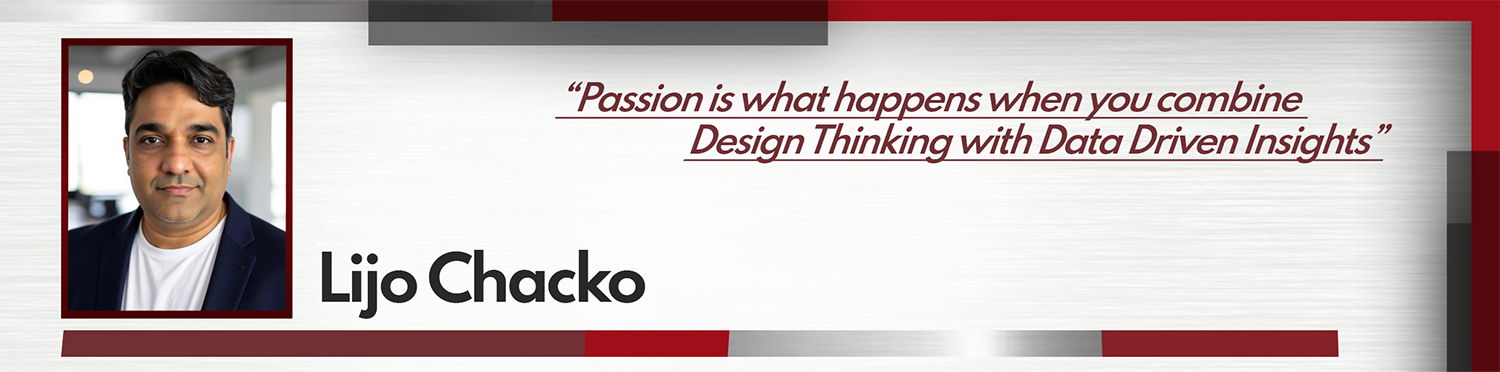 “Passion is what happens when you combine
Design Thinking with Data Driven Insights”
Lijo Chacko